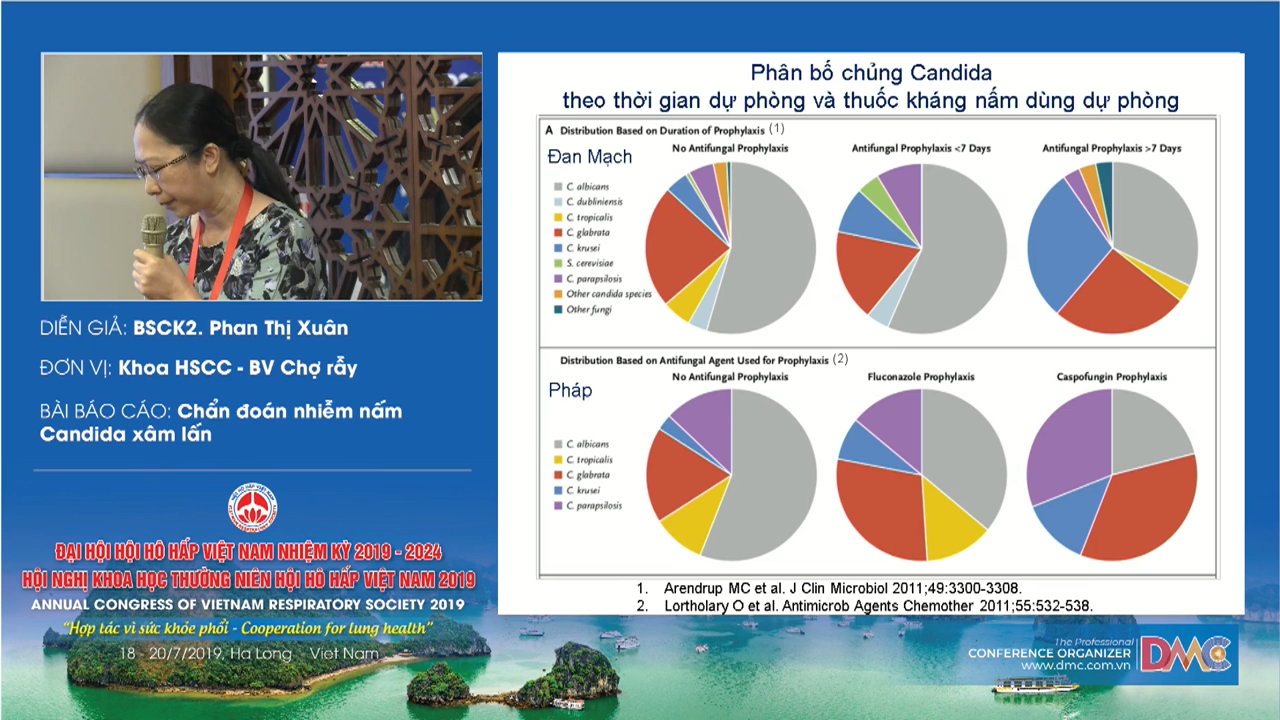 DIỄN GIẢ: BSCK2. Phan Thị Xuân
ĐƠN VỊ: Khoa HSCC - BV Chợ rẫy
BÀI BÁO CÁO: Chẩn đoán nhiễm nấm
Candida xâm lấn
ĐẠI HỘI HỘI HÔ HẤP VIỆT NAM NHIỆM KỲ 2019 - 2024
HỘI NGHỊ KHOA HỌC THƯỜNG NIÊN HỘI HÔ HẤP VIỆT NAM 2019
ANNUAL CONGRESS OF VIETNAM RESPIRATORY SOCIETY 2019
"Hợp tác vì sức khỏe phổi - Cooperation for lung health"
18 - 20/7/2019, Ha Long Viet Nam
Phân bố chủng Candida
theo thời gian dự phòng và thuốc kháng nấm dùng dự phòng
A Distribution Based on Duration of Prophylaxis (1)
Đan Mạch
No Antifungal Prophylaxis
Antifungal Prophylaxis <7 Days
Antifungal Prophylaxis >7 Days
C. albicans
C. dubliniensis
C. tropicalis
C. glabrata
C. krusei
S. cerevisiae
C. parapsilosis
Other candida species
Other fungi
Distribution Based on Antifungal Agent Used for Prophylaxis (2)
Pháp
No Antifungal Prophylaxis
Fluconazole Prophylaxis
Caspofungin Prophylaxis
C. albicans
C. tropicalis
C. glabrata
C. krusei
C. parapsilosis
1. Arendrup MC et al. J Clin Microbiol 2011;49:3300-3308.
2. Lortholary O et al. Antimicrob Agents Chemother 2011;55:532-538.
The Professional
CONFERENCE ORGANIZER
www.dmc.com.vn
DMC